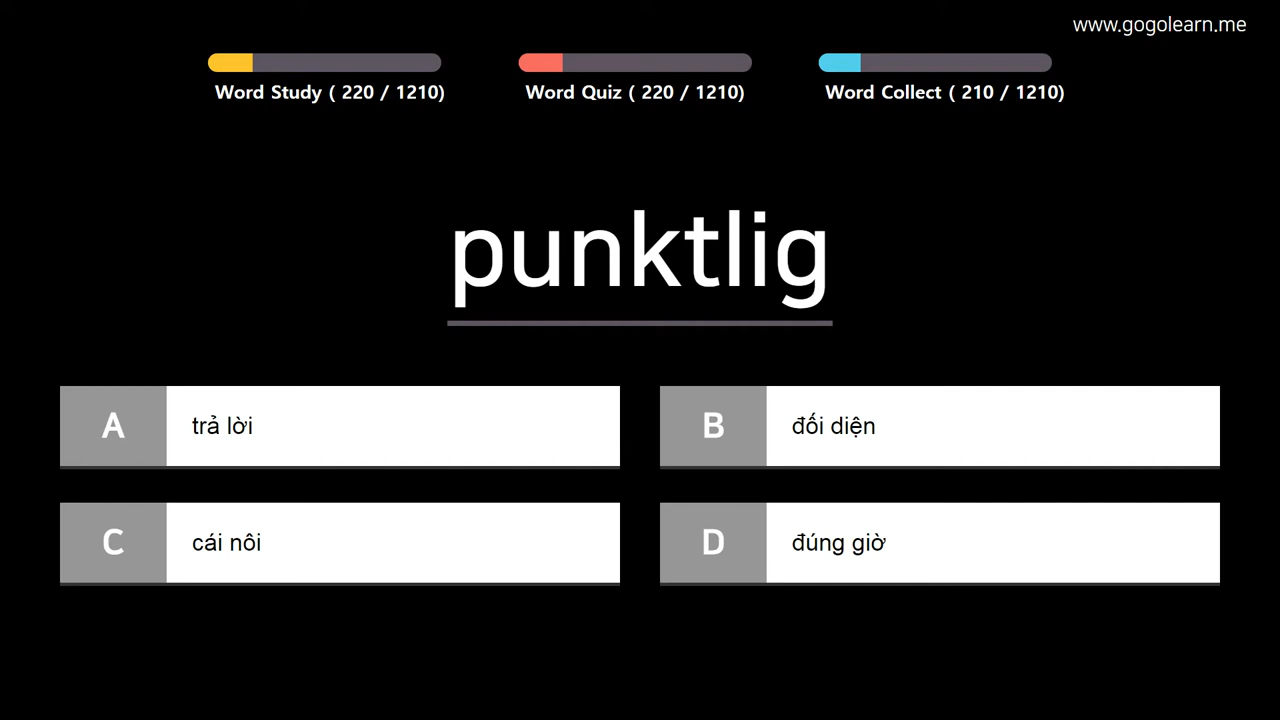 www.gogolearn.me
Word Study ( 220 / 1210)
Word Quiz ( 220 / 1210)
Word Collect ( 210 / 1210)
punktlig
A
trả lời
B
đối diện
C
cái nôi
D
đúng giờ